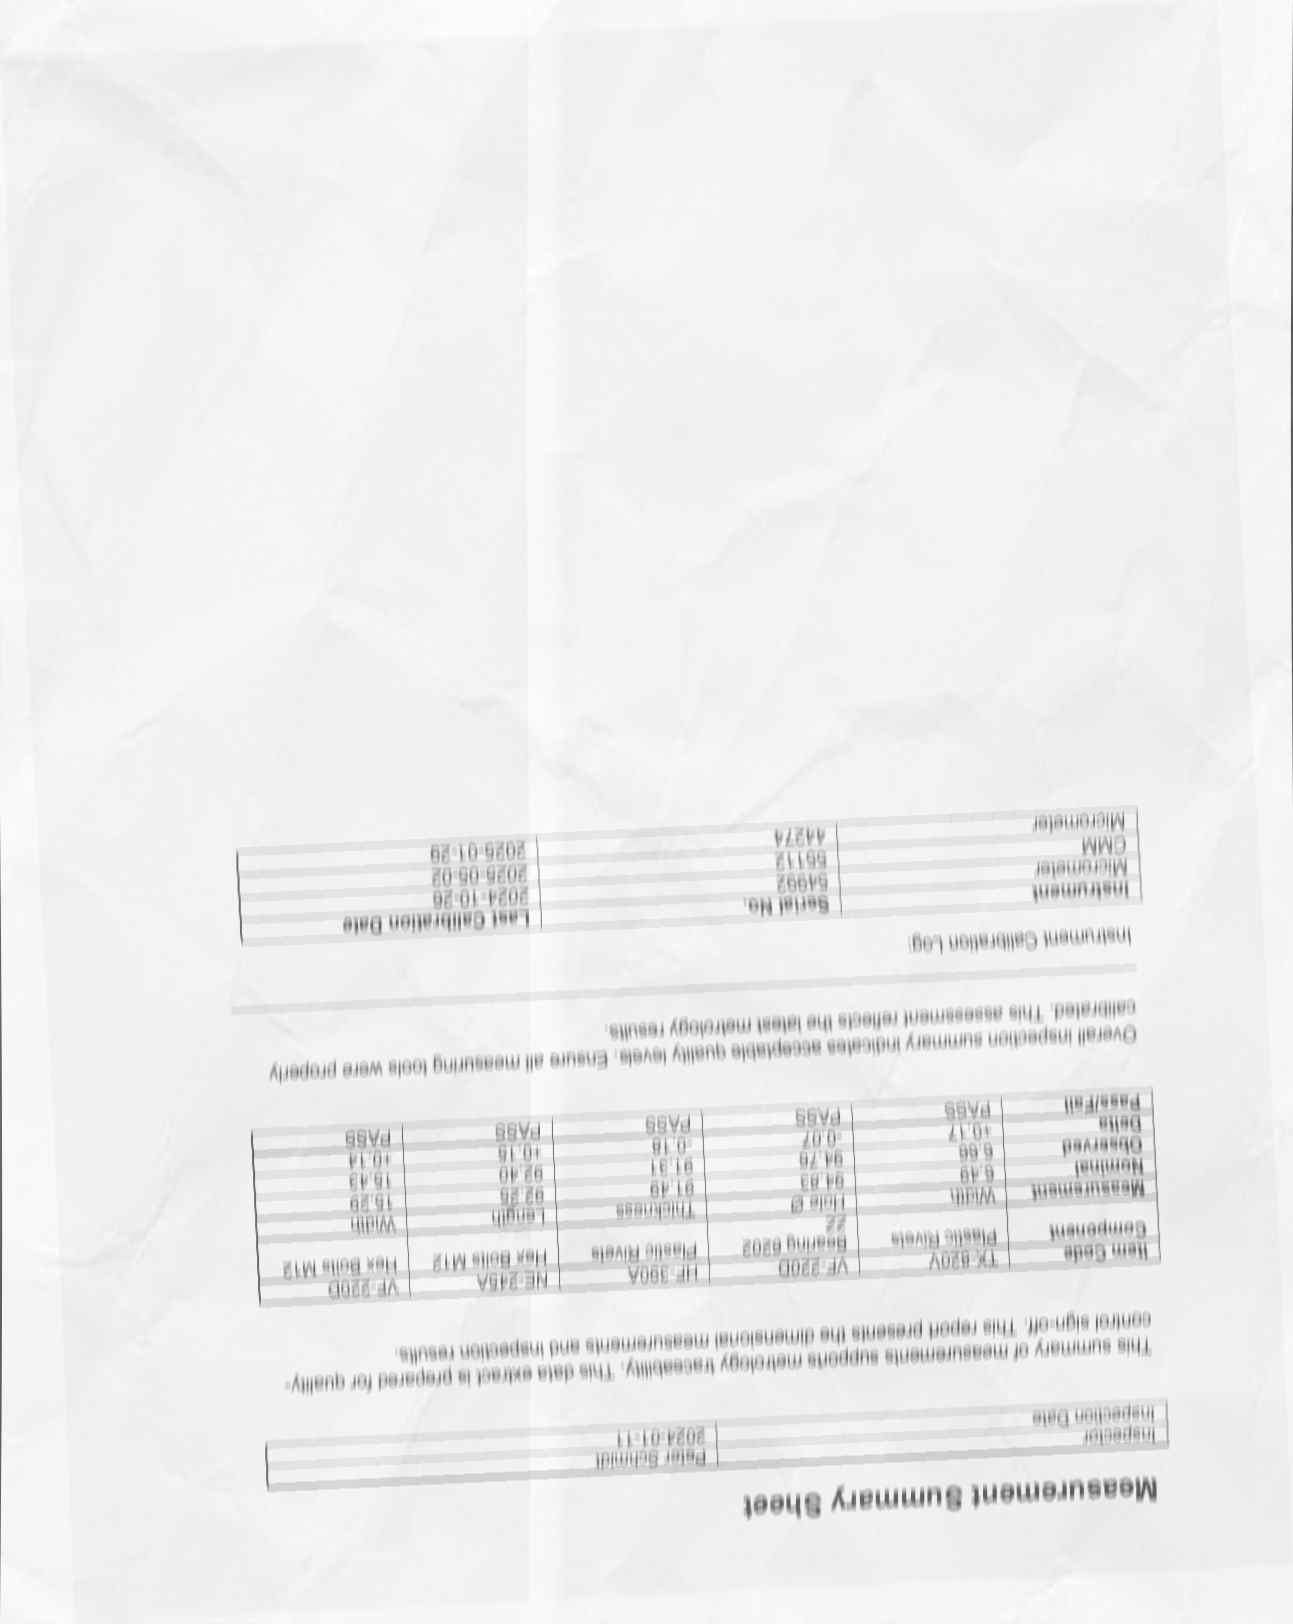 Measurement Summary Sheet
Inspector Peter Schmidt
Inspection Date 2024-01-11
This summary of measurements supports metrology traceability. This data extract is prepared for quality-
control sign-off. This report presents the dimensional measurements and inspection results.
Item Code TX-620V VF-220D HF-390A NE-245A VF-220D
Component Plastic Rivets Bearing 6202 Plastic Rivets Hex Bolts M12 Hex Bolts M12
ZZ
Measurement Width Hole Ø Thickness Length Width
Nominal 6.49 94.83 91.49 92.25 15.29
Observed 6.66 94.76 91.31 92.40 15.43
Delta +0.17 -0.07 -0.18 +0.15 +0.14
Pass/Fail PASS PASS PASS PASS PASS
Overall inspection summary indicates acceptable quality levels. Ensure all measuring tools were properly
calibrated. This assessment reflects the latest metrology results.
Instrument Calibration Log:
Instrument Serial No. Last Calibration Date
Micrometer 54992 2024-10-26
CMM 55112 2025-05-02
Micrometer 44274 2025-01-29